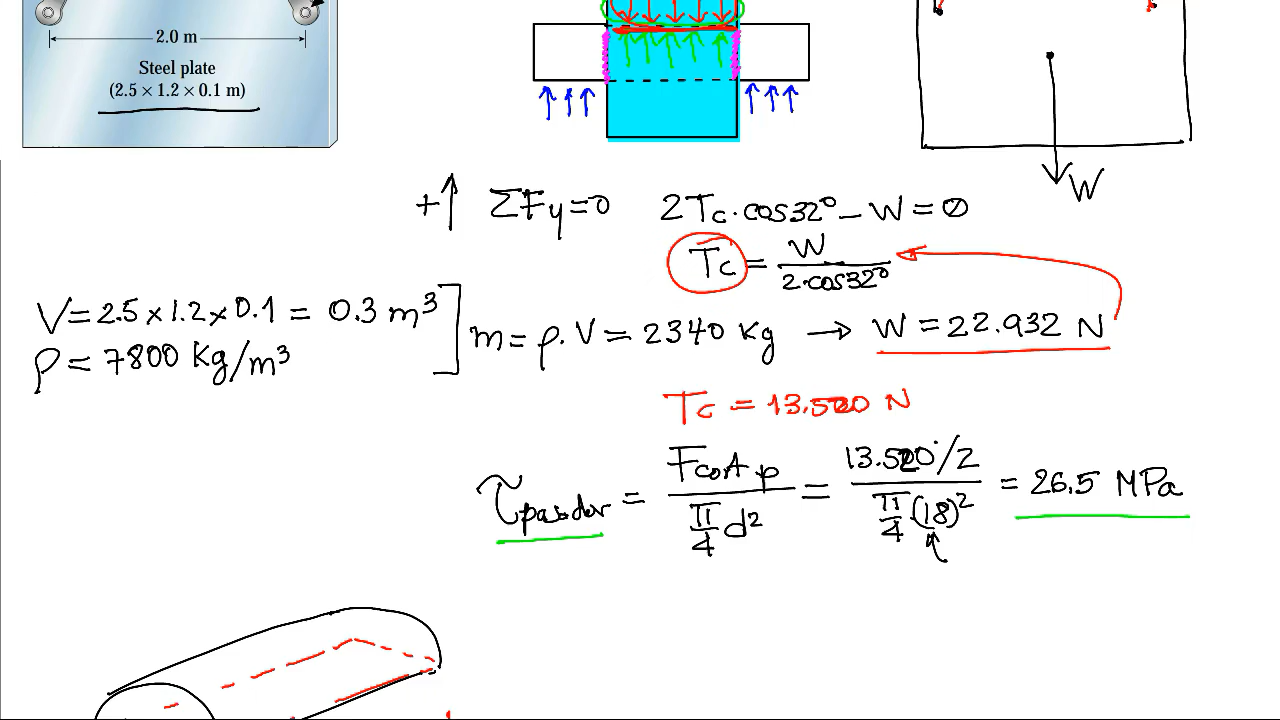 2.0 m
Steel plate
(2.5 × 1.2 × 0.1 m)
W
+↑ ΣFy=0 2Tc·cos32° − W = 0
Tc = W / 2·cos32°
V = 2.5 × 1.2 × 0.1 = 0.3 m³
ρ = 7800 Kg/m³
m = ρ. V = 2340 Kg → W = 22.932 N
Tc = 13.520 N
τpasador = Fcort p / π/4 d² = 13.520/2 / π/4·(18)² = 26.5 MPa